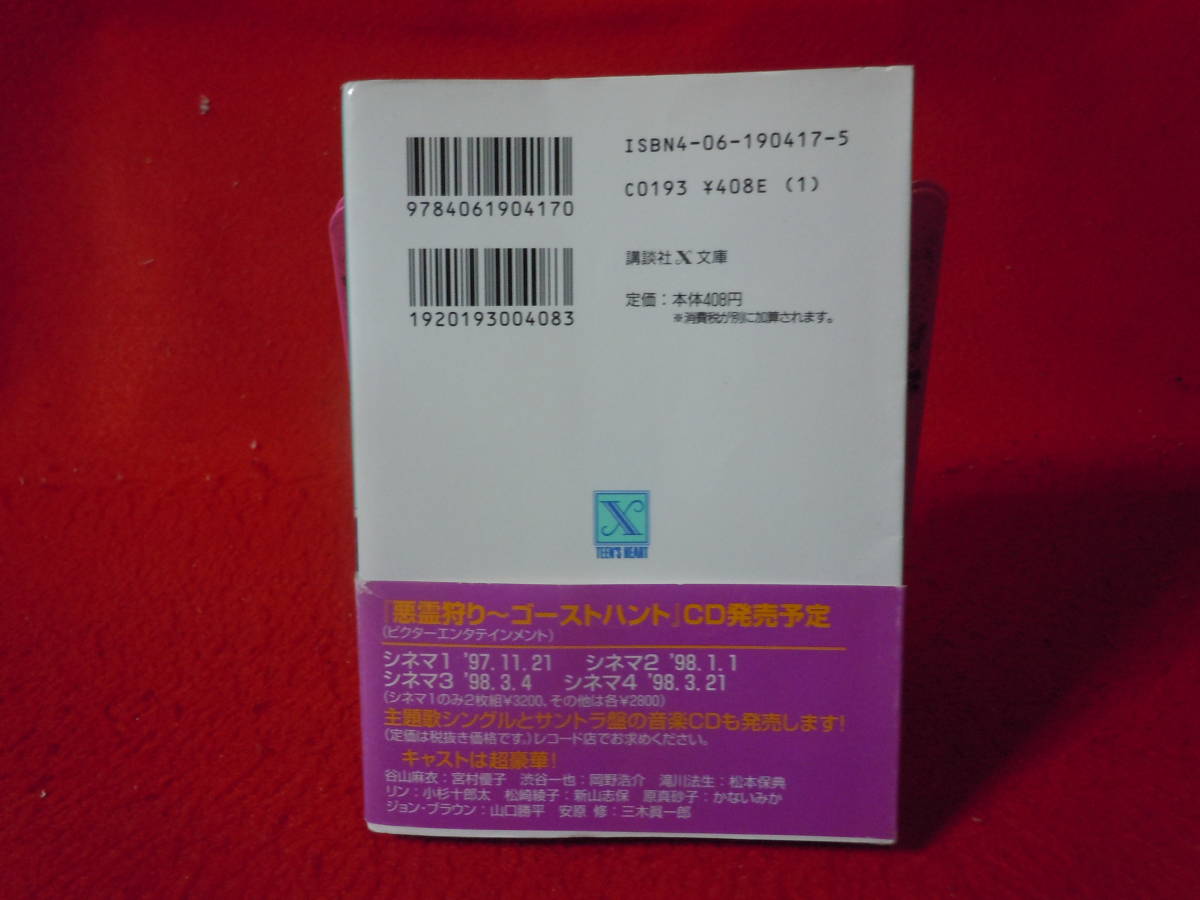 ISBN4-06-190417-5
9784061904170
C0193 ¥408E (1)
1920193004083
講談社X文庫
定価：本体408円
※消費税が別に加算されます。
X
TEEN'S HEART
『悪霊狩り～ゴーストハント』CD発売予定
(ビクターエンタテインメント)
シネマ1 '97.11.21 シネマ2 '98.1.1
シネマ3 '98.3.4 シネマ4 '98.3.21
(シネマ1のみ2枚組¥3200、その他は各¥2800)
主題歌シングルとサントラ盤の音楽CDも発売します!
(定価は税抜き価格です。)レコード店でお求めください。
キャストは超豪華!
谷山麻衣：宮村優子 渋谷一也：岡野浩介 滝川法生：松本保典
リン：小杉十郎太 松崎綾子：新山志保 原真砂子：かないみか
ジョン・ブラウン：山口勝平 安原 修：三木眞一郎